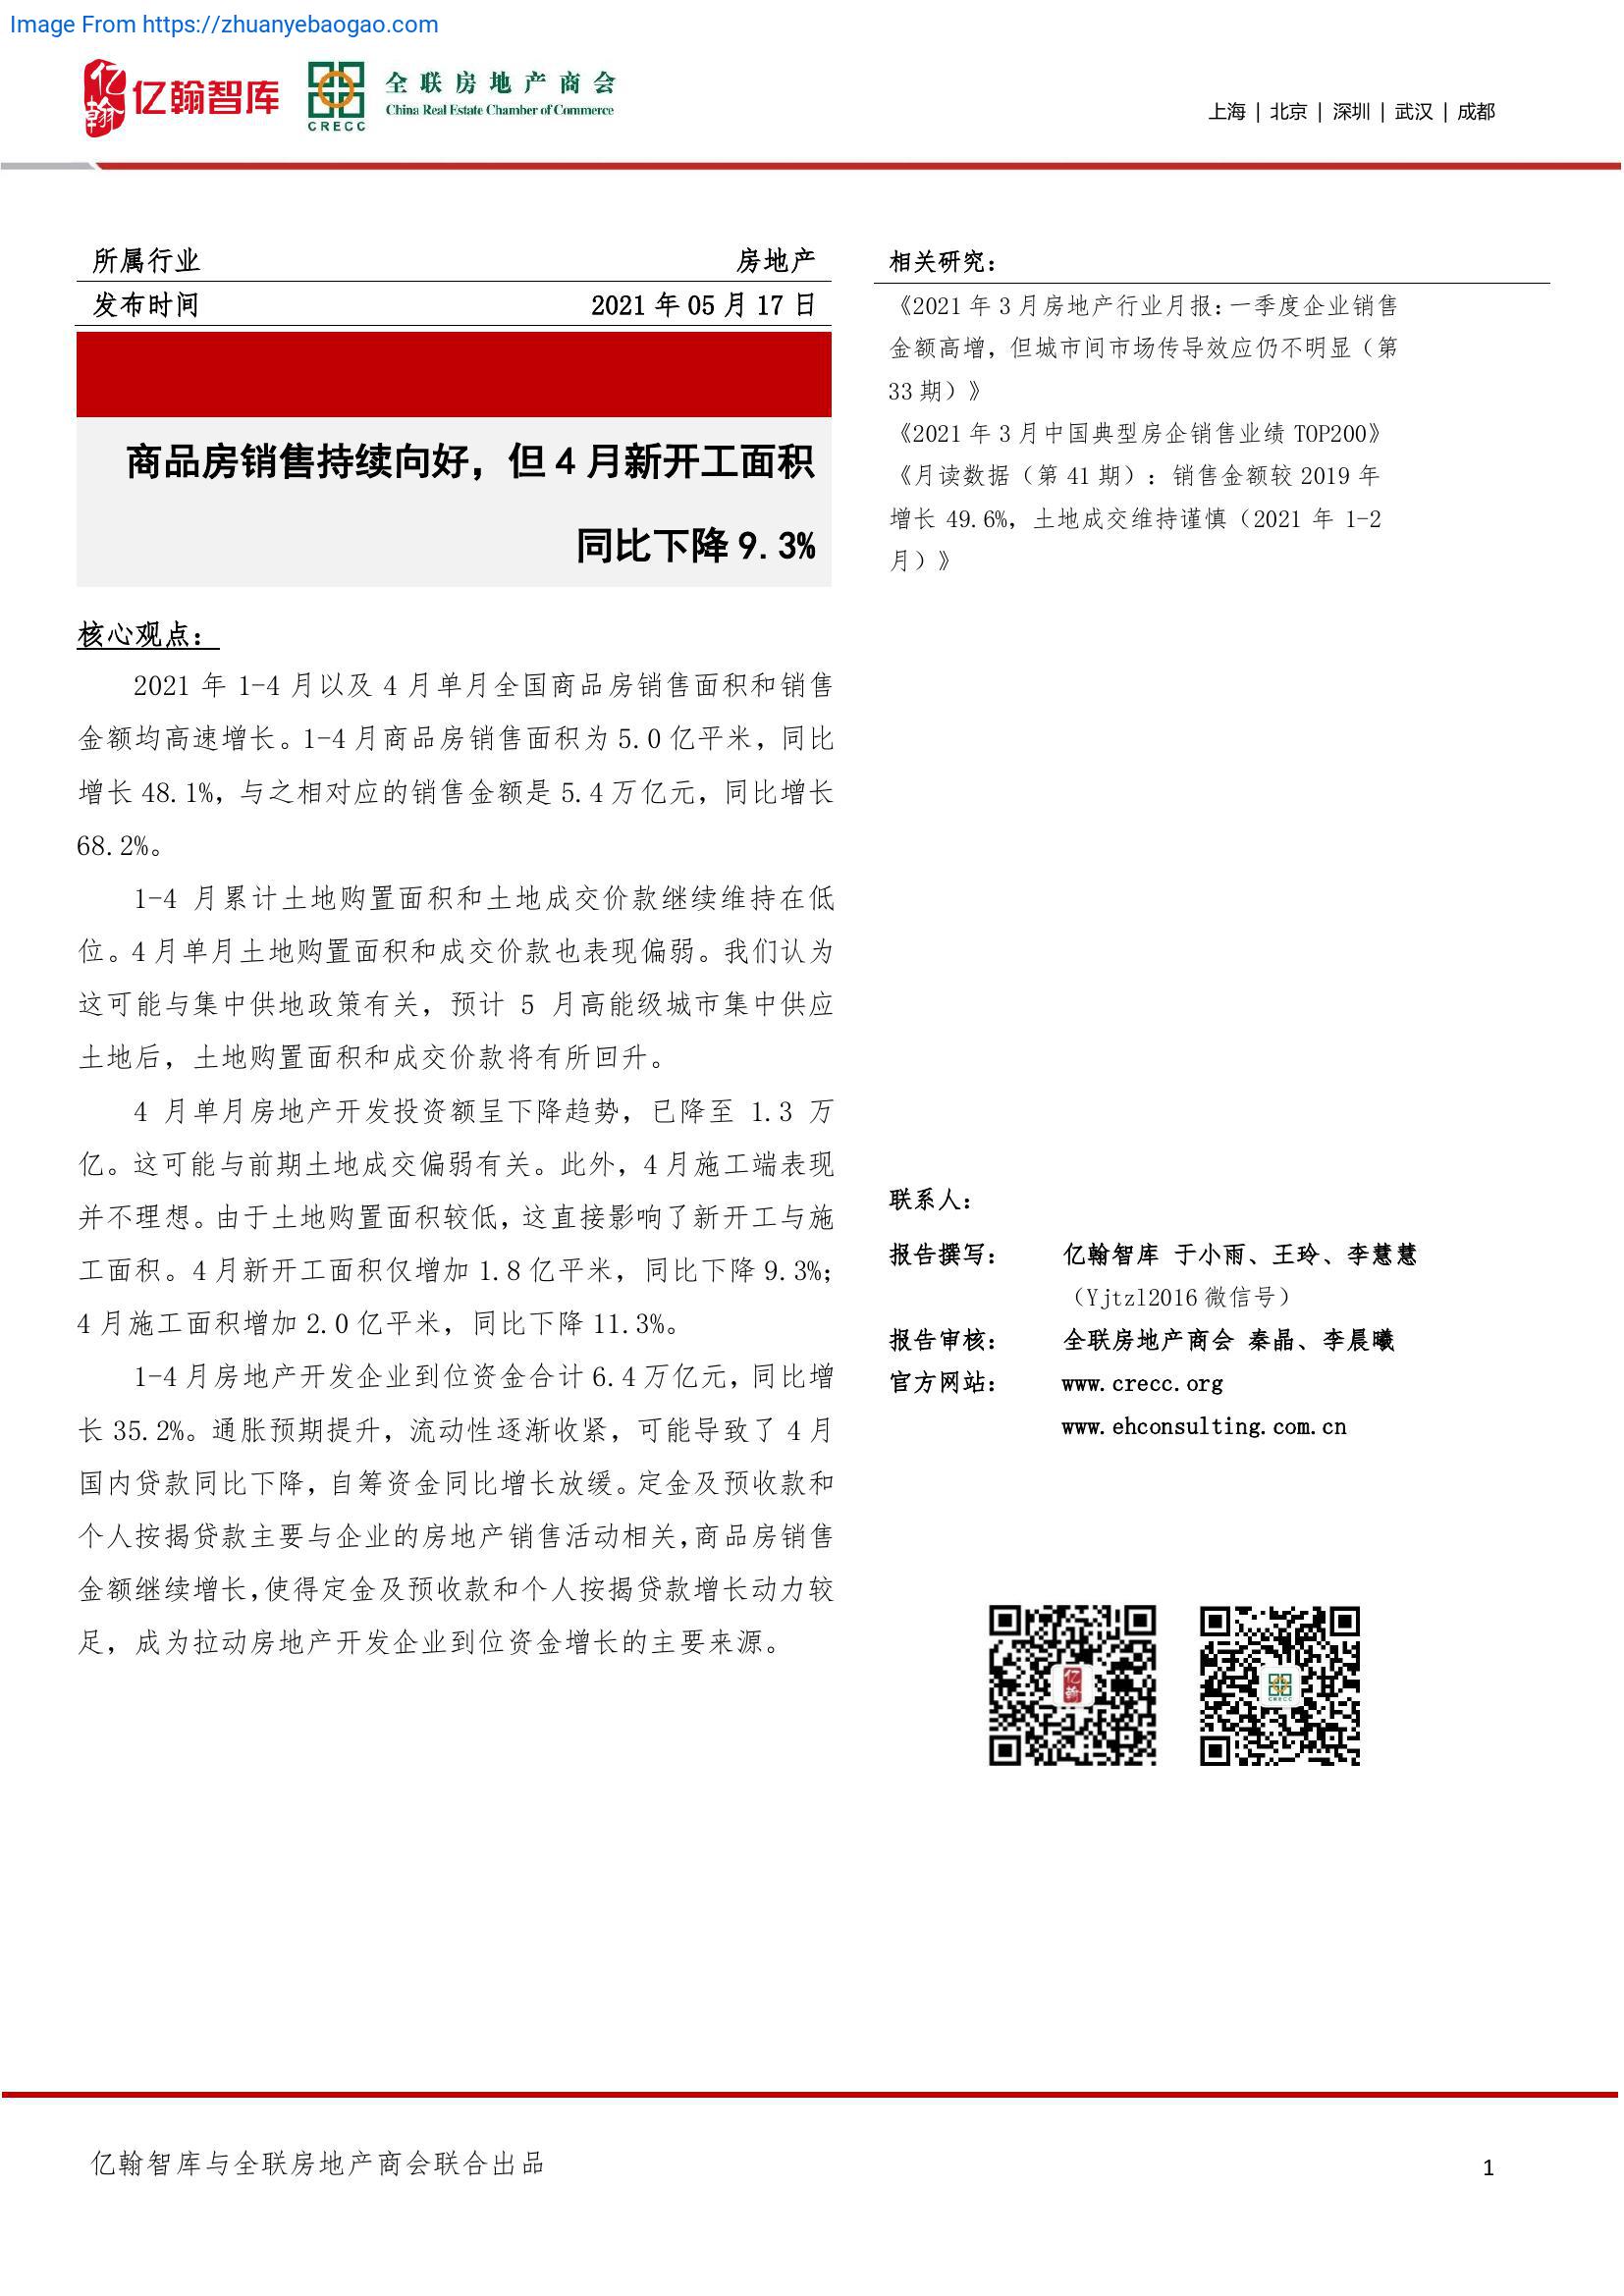 Image From https://zhuanyebaogao.com
亿翰
亿翰智库
CRECC
全联房地产商会
China Real Estate Chamber of Commerce
上海 | 北京 | 深圳 | 武汉 | 成都
所属行业 房地产
发布时间 2021 年 05 月 17 日
商品房销售持续向好，但 4 月新开工面积
同比下降 9.3%
核心观点：
2021 年 1-4 月以及 4 月单月全国商品房销售面积和销售
金额均高速增长。1-4 月商品房销售面积为 5.0 亿平米，同比
增长 48.1%，与之相对应的销售金额是 5.4 万亿元，同比增长
68.2%。
1-4 月累计土地购置面积和土地成交价款继续维持在低
位。4 月单月土地购置面积和成交价款也表现偏弱。我们认为
这可能与集中供地政策有关，预计 5 月高能级城市集中供应
土地后，土地购置面积和成交价款将有所回升。
4 月单月房地产开发投资额呈下降趋势，已降至 1.3 万
亿。这可能与前期土地成交偏弱有关。此外，4 月施工端表现
并不理想。由于土地购置面积较低，这直接影响了新开工与施
工面积。4 月新开工面积仅增加 1.8 亿平米，同比下降 9.3%；
4 月施工面积增加 2.0 亿平米，同比下降 11.3%。
1-4 月房地产开发企业到位资金合计 6.4 万亿元，同比增
长 35.2%。通胀预期提升，流动性逐渐收紧，可能导致了 4 月
国内贷款同比下降，自筹资金同比增长放缓。定金及预收款和
个人按揭贷款主要与企业的房地产销售活动相关，商品房销售
金额继续增长，使得定金及预收款和个人按揭贷款增长动力较
足，成为拉动房地产开发企业到位资金增长的主要来源。
相关研究：
《2021 年 3 月房地产行业月报：一季度企业销售
金额高增，但城市间市场传导效应仍不明显（第
33 期）》
《2021 年 3 月中国典型房企销售业绩 TOP200》
《月读数据（第 41 期）：销售金额较 2019 年
增长 49.6%，土地成交维持谨慎（2021 年 1-2
月）》
联系人：
报告撰写： 亿翰智库 于小雨、王玲、李慧慧
（Yjtzl2016 微信号）
报告审核： 全联房地产商会 秦晶、李晨曦
官方网站： www.crecc.org
www.ehconsulting.com.cn
亿翰
CRECC
亿翰智库与全联房地产商会联合出品
1